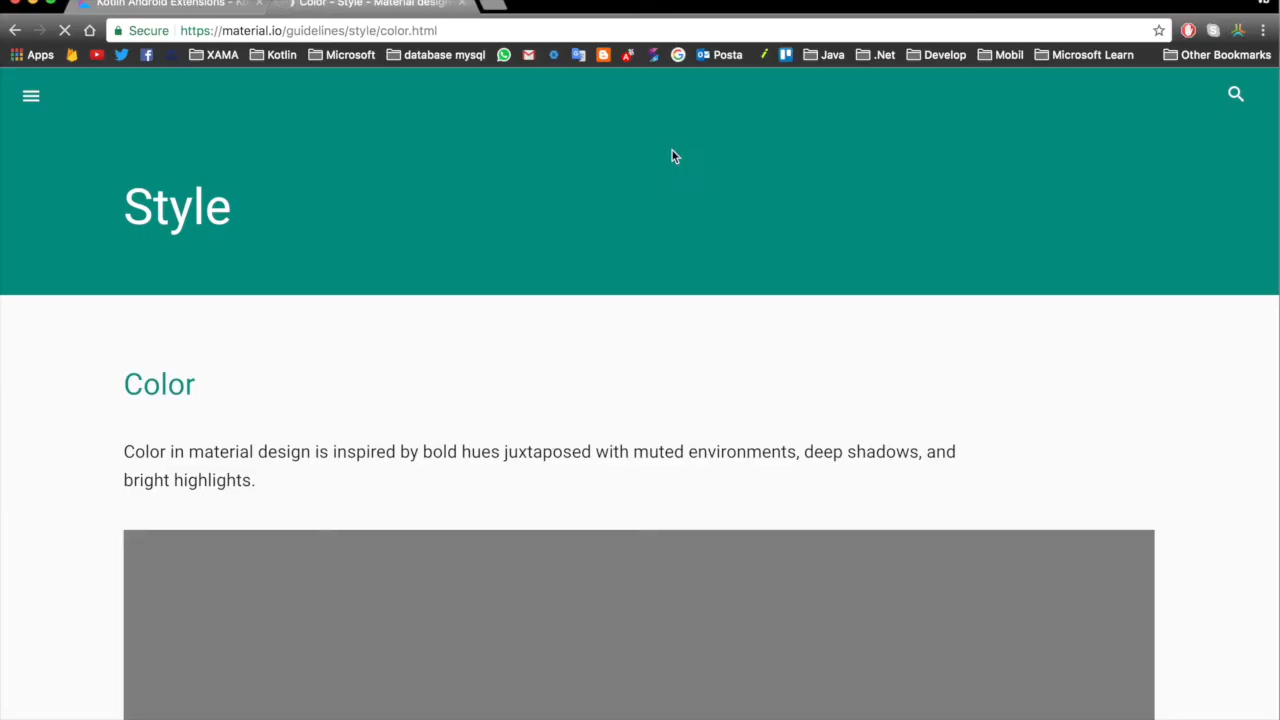 Kotlin Android Extensions - Ko
Color - Style - Material design
Secure https://material.io/guidelines/style/color.html
Apps XAMA Kotlin Microsoft database mysql Posta Java .Net Develop Mobil Microsoft Learn Other Bookmarks
Style
Color
Color in material design is inspired by bold hues juxtaposed with muted environments, deep shadows, and
bright highlights.